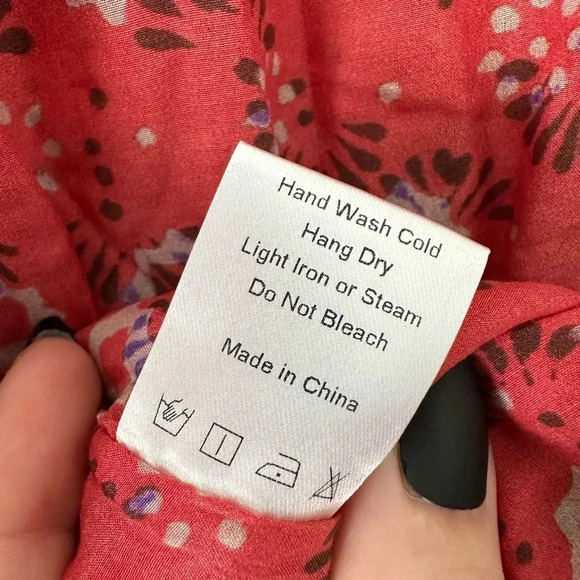 Hand Wash Cold
Hang Dry
Light Iron or Steam
Do Not Bleach
Made in China